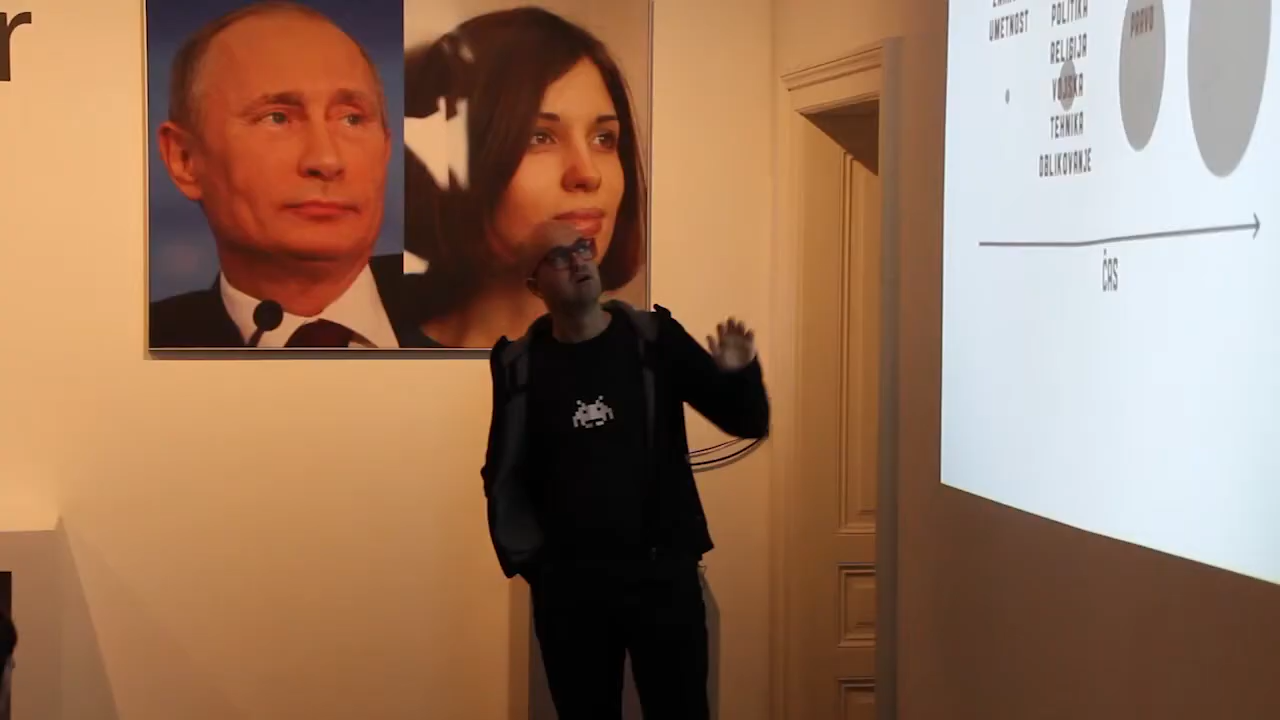 r
UMETNOST
POLITIKA
RELIGIJA
VOJSKA
TEHNIKA
OBLIKOVANJE
PRAVO
ČAS